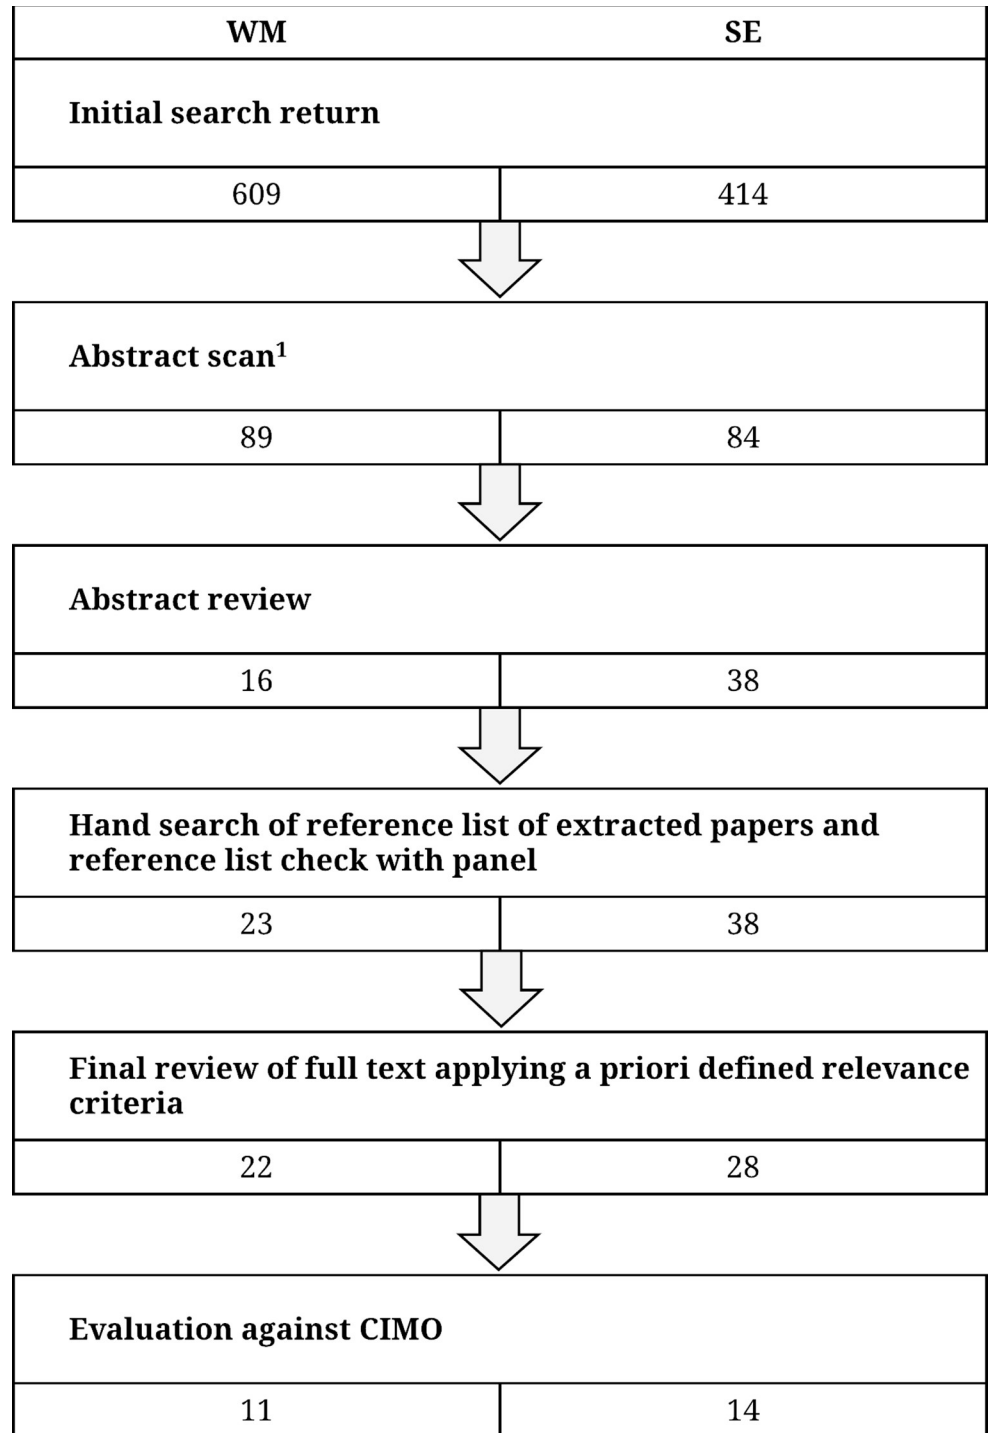 WM SE
Initial search return
609 414
Abstract scan¹
89 84
Abstract review
16 38
Hand search of reference list of extracted papers and
reference list check with panel
23 38
Final review of full text applying a priori defined relevance
criteria
22 28
Evaluation against CIMO
11 14